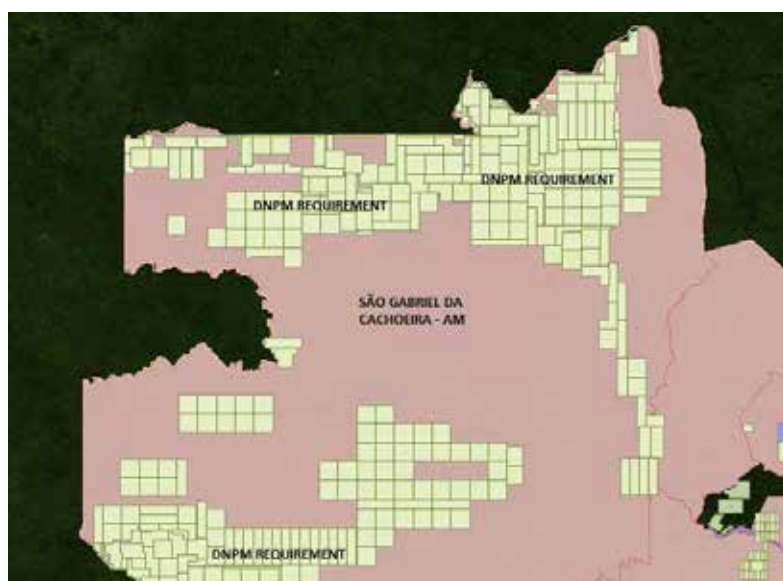 DNPM REQUIREMENT
DNPM REQUIREMENT
SÃO GABRIEL DA
CACHOEIRA - AM
DNPM REQUIREMENT